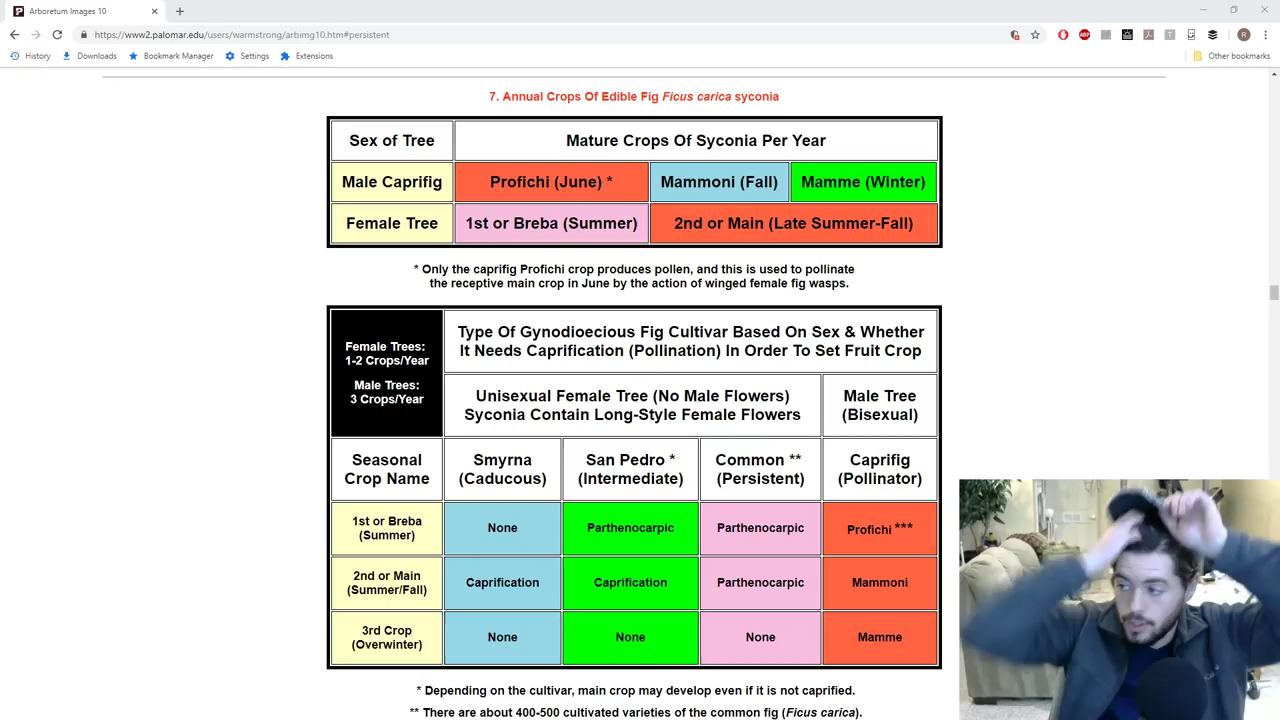 Arboretum Images 10
https://www2.palomar.edu/users/warmstrong/arbimg10.htm#persistent
History Downloads Bookmark Manager Settings Extensions Other bookmarks
7. Annual Crops Of Edible Fig Ficus carica syconia
Sex of Tree Mature Crops Of Syconia Per Year
Male Caprifig Profichi (June) * Mammoni (Fall) Mamme (Winter)
Female Tree 1st or Breba (Summer) 2nd or Main (Late Summer-Fall)
* Only the caprifig Profichi crop produces pollen, and this is used to pollinate
the receptive main crop in June by the action of winged female fig wasps.
Female Trees:
1-2 Crops/Year
Male Trees:
3 Crops/Year
Type Of Gynodioecious Fig Cultivar Based On Sex & Whether
It Needs Caprification (Pollination) In Order To Set Fruit Crop
Unisexual Female Tree (No Male Flowers)
Syconia Contain Long-Style Female Flowers
Male Tree
(Bisexual)
Seasonal
Crop Name
Smyrna
(Caducous)
San Pedro *
(Intermediate)
Common **
(Persistent)
Caprifig
(Pollinator)
1st or Breba
(Summer)
None Parthenocarpic Parthenocarpic Profichi ***
2nd or Main
(Summer/Fall)
Caprification Caprification Parthenocarpic Mammoni
3rd Crop
(Overwinter)
None None None Mamme
* Depending on the cultivar, main crop may develop even if it is not caprified.
** There are about 400-500 cultivated varieties of the common fig (Ficus carica).